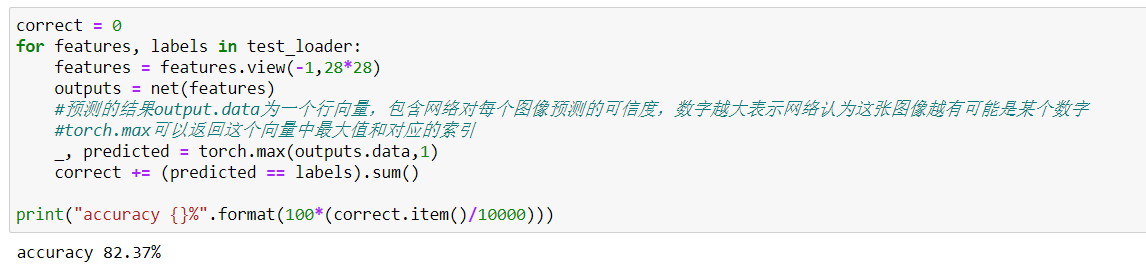 correct = 0
for features, labels in test_loader:
    features = features.view(-1,28*28)
    outputs = net(features)
    #预测的结果output.data为一个行向量，包含网络对每个图像预测的可信度，数字越大表示网络认为这张图像越有可能是某个数字
    #torch.max可以返回这个向量中最大值和对应的索引
    _, predicted = torch.max(outputs.data,1)
    correct += (predicted == labels).sum()
print("accuracy {}%".format(100*(correct.item()/10000)))
accuracy 82.37%